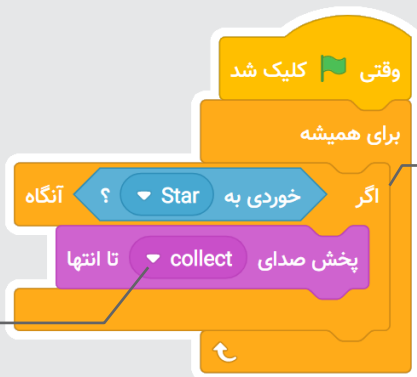 وقتی کلیک شد
برای همیشه
اگر خوردی به Star ؟ آنگاه
پخش صدای collect تا انتها